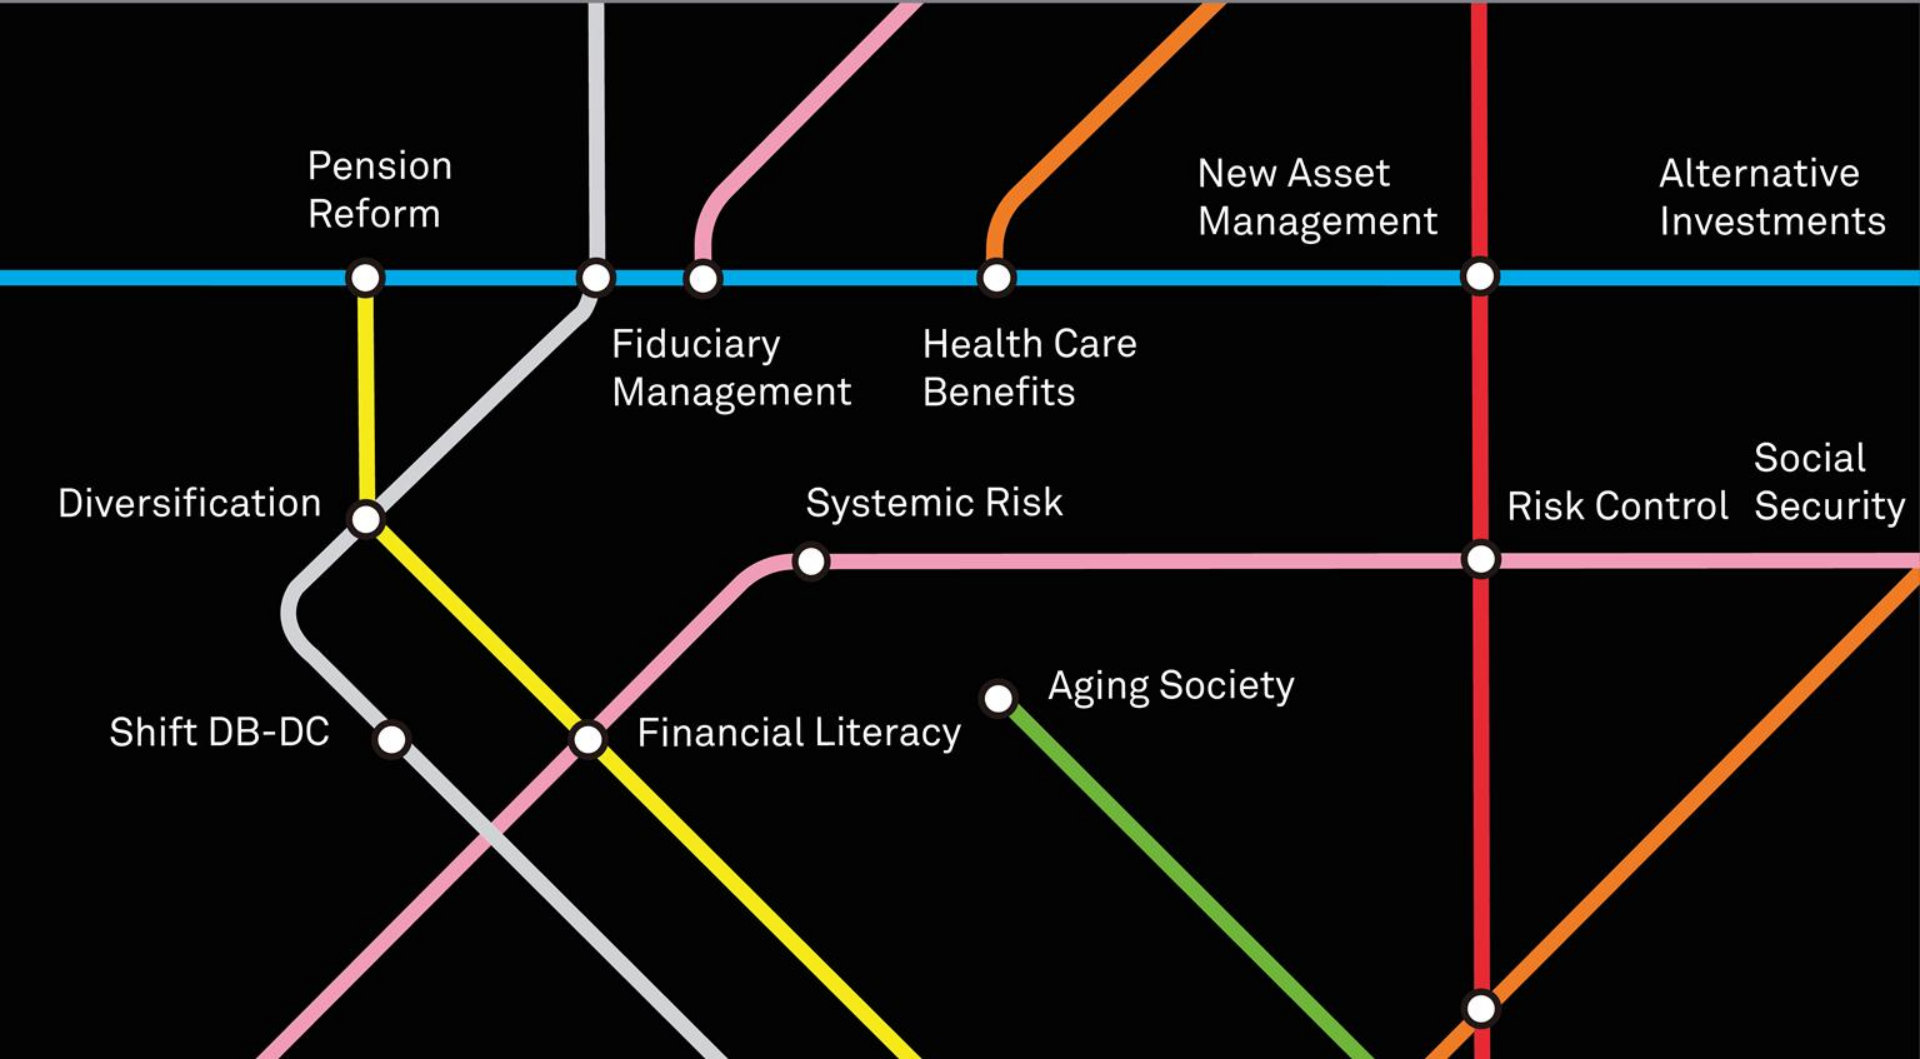 Pension
Reform
New Asset
Management
Alternative
Investments
Fiduciary
Management
Health Care
Benefits
Diversification
Systemic Risk
Risk Control
Social
Security
Aging Society
Shift DB-DC
Financial Literacy